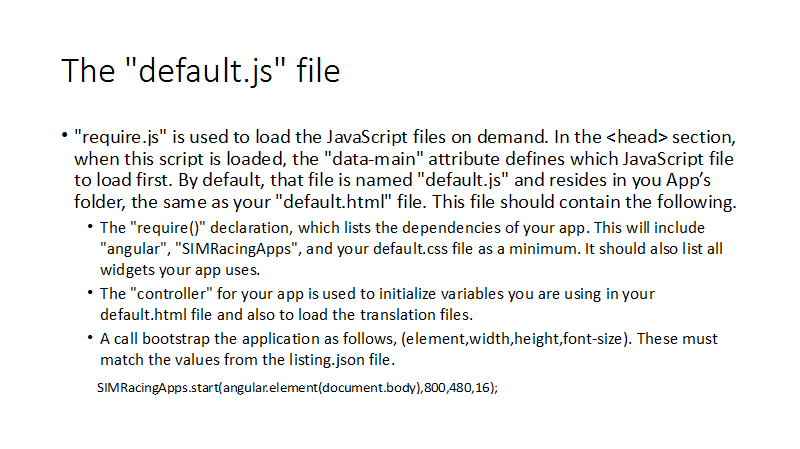 The "default.js" file
• "require.js" is used to load the JavaScript files on demand. In the <head> section,
when this script is loaded, the "data-main" attribute defines which JavaScript file
to load first. By default, that file is named "default.js" and resides in you App’s
folder, the same as your "default.html" file. This file should contain the following.
• The "require()" declaration, which lists the dependencies of your app. This will include
"angular", "SIMRacingApps", and your default.css file as a minimum. It should also list all
widgets your app uses.
• The "controller" for your app is used to initialize variables you are using in your
default.html file and also to load the translation files.
• A call bootstrap the application as follows, (element,width,height,font-size). These must
match the values from the listing.json file.
SIMRacingApps.start(angular.element(document.body),800,480,16);